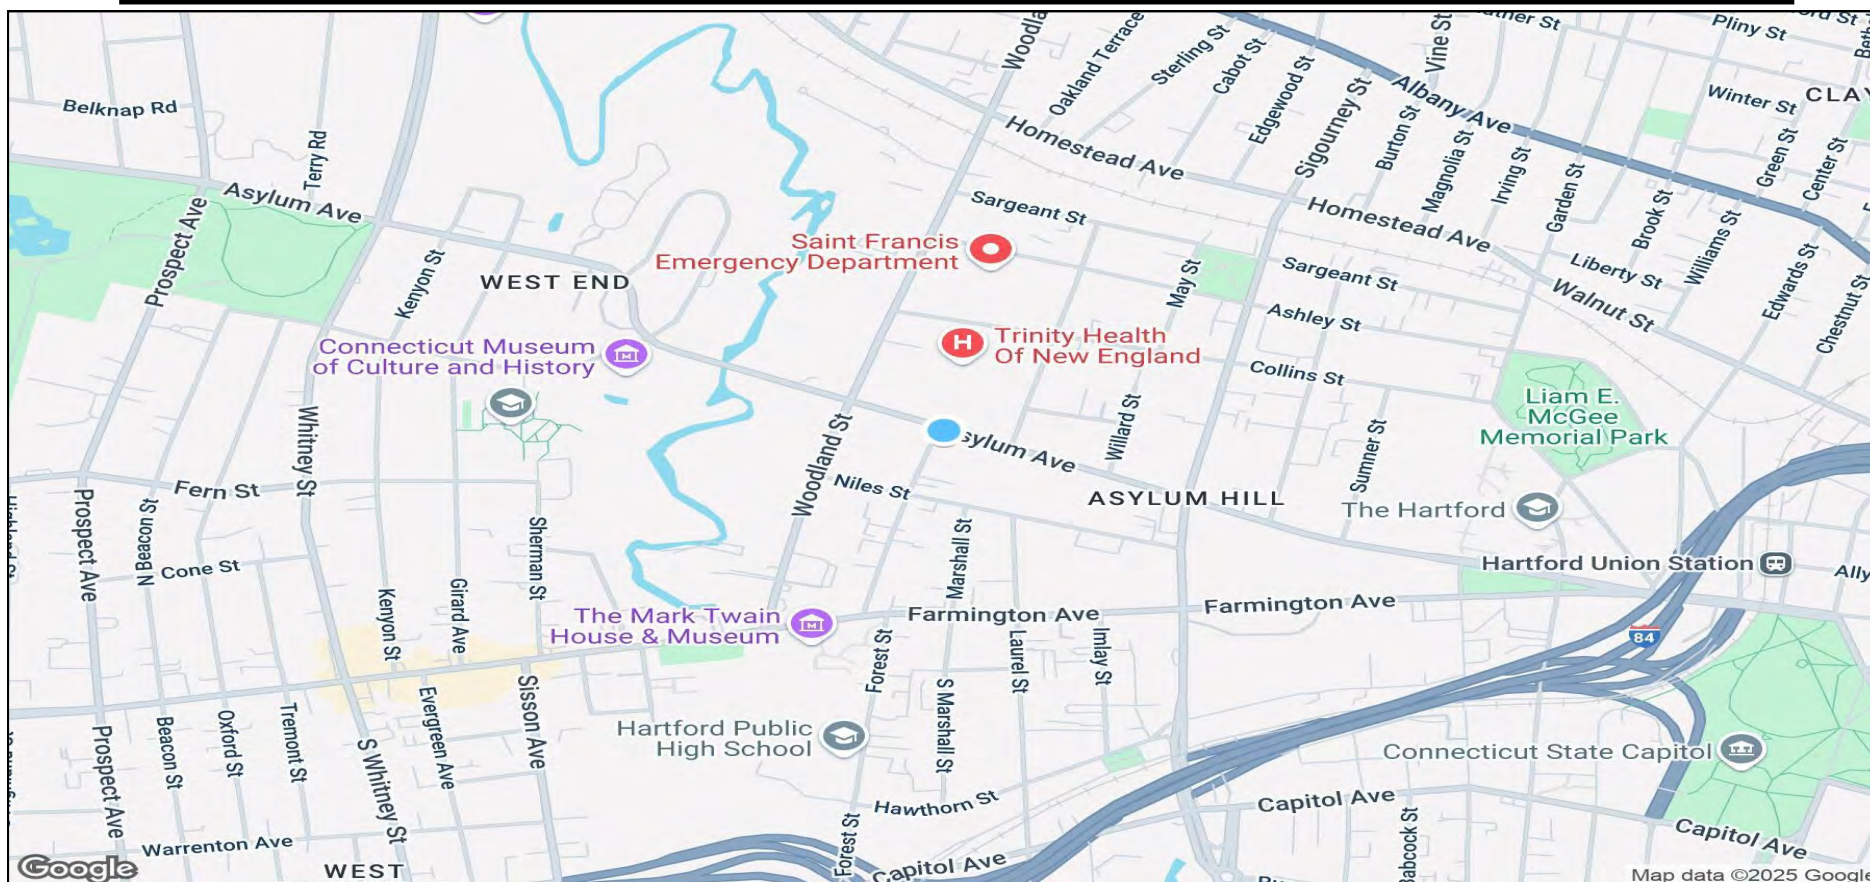 Woodla
Oakland Terrace
Sterling St
Cabot St
Edgewood St
Sigourney St
Vine St
Pliny St
Albany Ave
Burton St
Magnolia St
Irving St
Garden St
Winter St
CLAY
Green St
Center St
Brook St
Williams St
Edwards St
Chestnut St
Belknap Rd
Terry Rd
Asylum Ave
Prospect Ave
Kenyon St
WEST END
Homestead Ave
Homestead Ave
Sargeant St
Saint Francis
Emergency Department
Sargeant St
Liberty St
Walnut St
May St
Ashley St
Trinity Health
Of New England
Connecticut Museum
of Culture and History
Collins St
Liam E.
McGee
Memorial Park
Whitney St
Woodland St
sylum Ave
Willard St
Sumner St
Fern St
Niles St
ASYLUM HILL
The Hartford
Prospect Ave
N Beacon St
Sherman St
Marshall St
Cone St
Hartford Union Station
Ally
Kenyon St
Girard Ave
The Mark Twain
House & Museum
Farmington Ave
Farmington Ave
84
Forest St
Laurel St
Imlay St
Evergreen Ave
Sisson Ave
S Marshall St
Prospect Ave
Beacon St
Oxford St
Tremont St
S Whitney St
Hartford Public
High School
Connecticut State Capitol
Hawthorn St
Capitol Ave
Babcock St
Capitol Ave
Warrenton Ave
Forest St
Capitol Ave
WEST
Google
Map data ©2025 Google